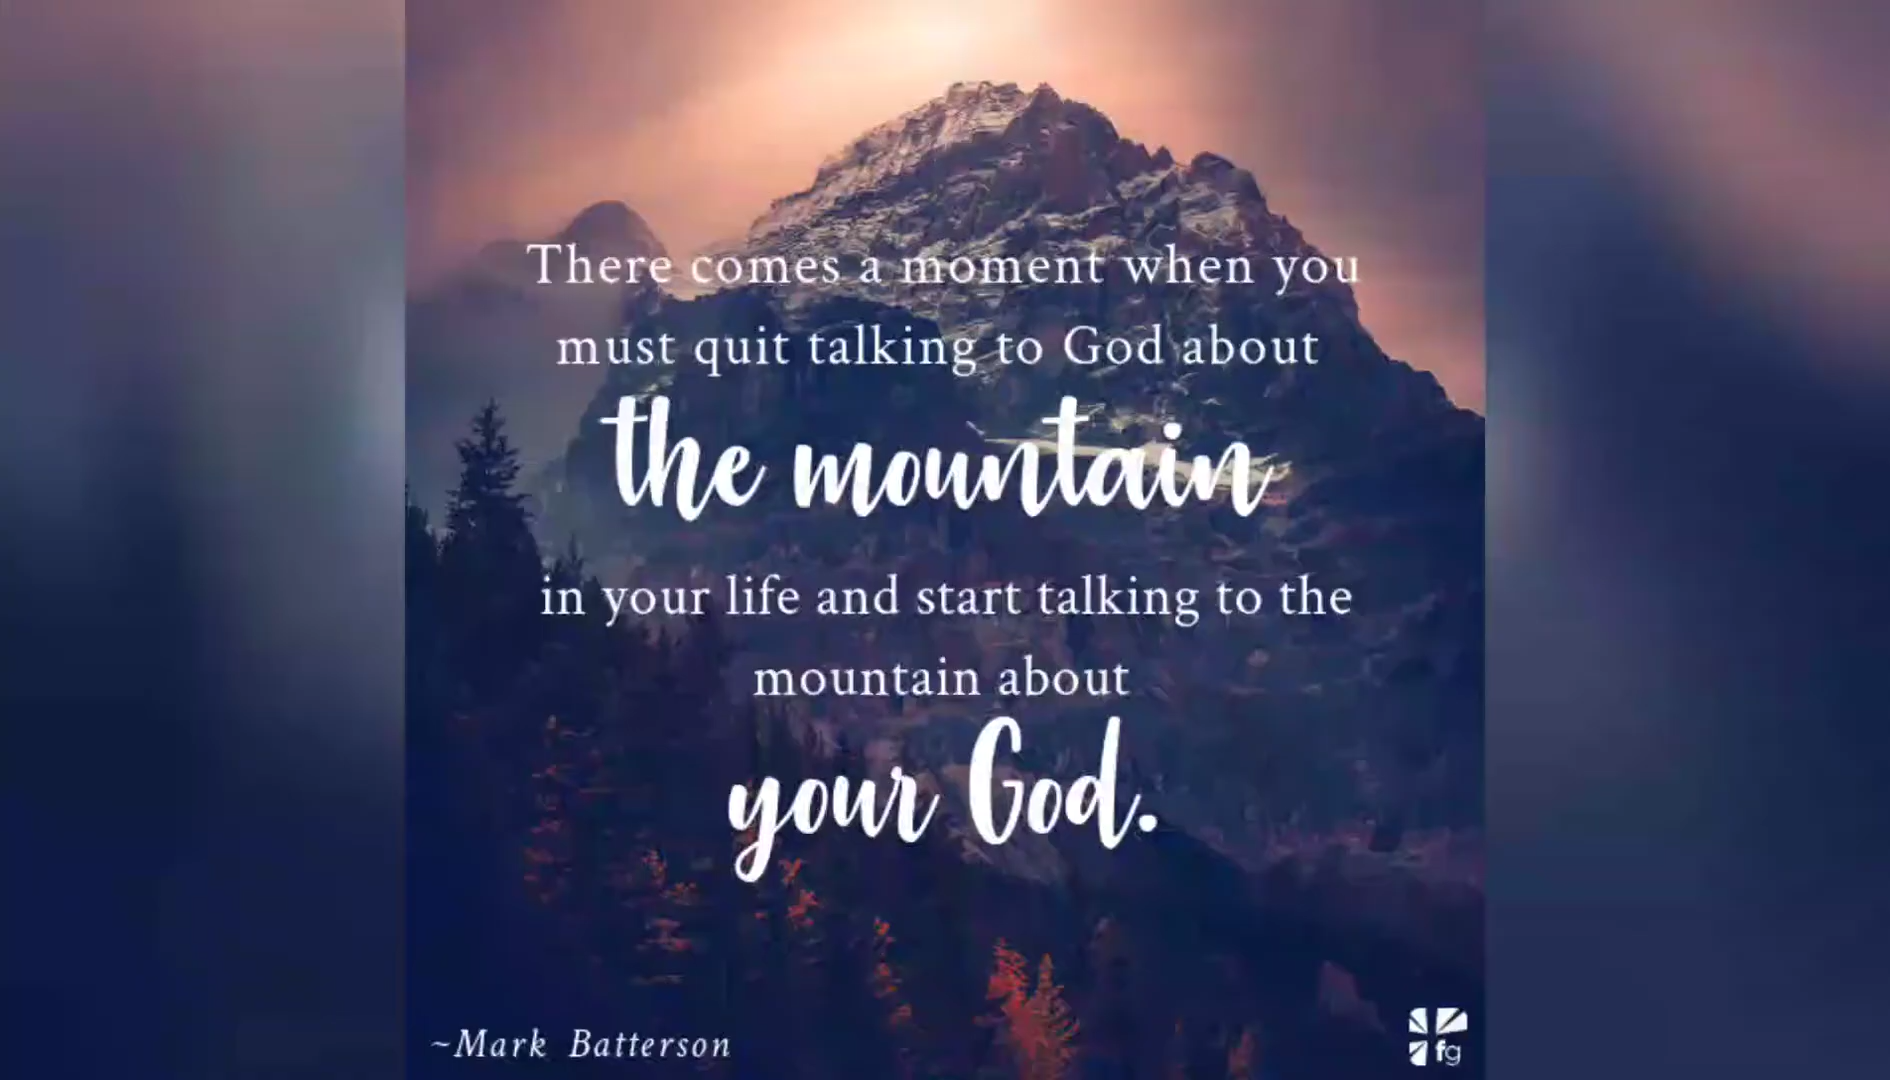 There comes a moment when you
must quit talking to God about
the mountain
in your life and start talking to the
mountain about
your God.
~Mark Batterson
fg